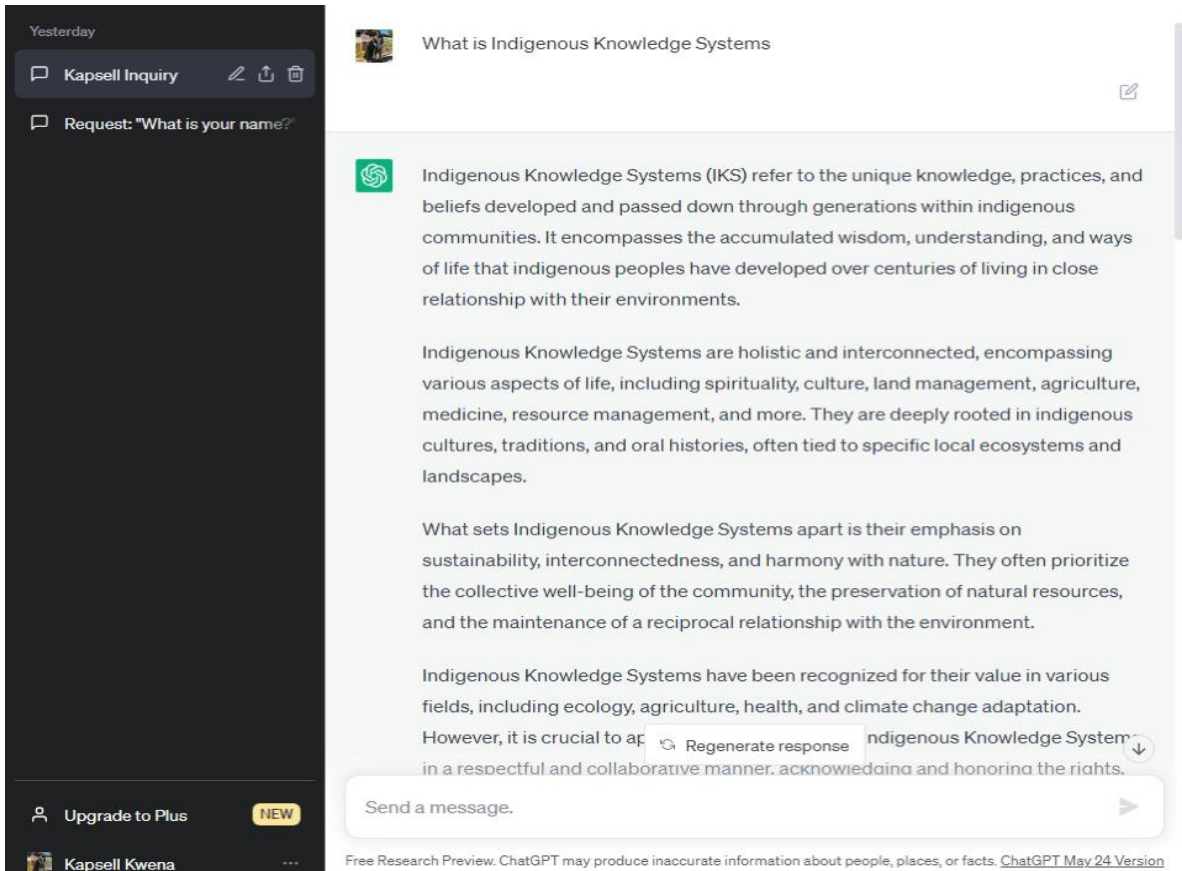 Yesterday
Kapsell Inquiry
Request: "What is your name?"
Upgrade to Plus NEW
Kapsell Kwena
What is Indigenous Knowledge Systems
Indigenous Knowledge Systems (IKS) refer to the unique knowledge, practices, and
beliefs developed and passed down through generations within indigenous
communities. It encompasses the accumulated wisdom, understanding, and ways
of life that indigenous peoples have developed over centuries of living in close
relationship with their environments.
Indigenous Knowledge Systems are holistic and interconnected, encompassing
various aspects of life, including spirituality, culture, land management, agriculture,
medicine, resource management, and more. They are deeply rooted in indigenous
cultures, traditions, and oral histories, often tied to specific local ecosystems and
landscapes.
What sets Indigenous Knowledge Systems apart is their emphasis on
sustainability, interconnectedness, and harmony with nature. They often prioritize
the collective well-being of the community, the preservation of natural resources,
and the maintenance of a reciprocal relationship with the environment.
Indigenous Knowledge Systems have been recognized for their value in various
fields, including ecology, agriculture, health, and climate change adaptation.
However, it is crucial to ap ndigenous Knowledge Systems
Regenerate response
in a respectful and collaborative manner, acknowledging and honoring the rights,
Send a message.
Free Research Preview. ChatGPT may produce inaccurate information about people, places, or facts. ChatGPT May 24 Version